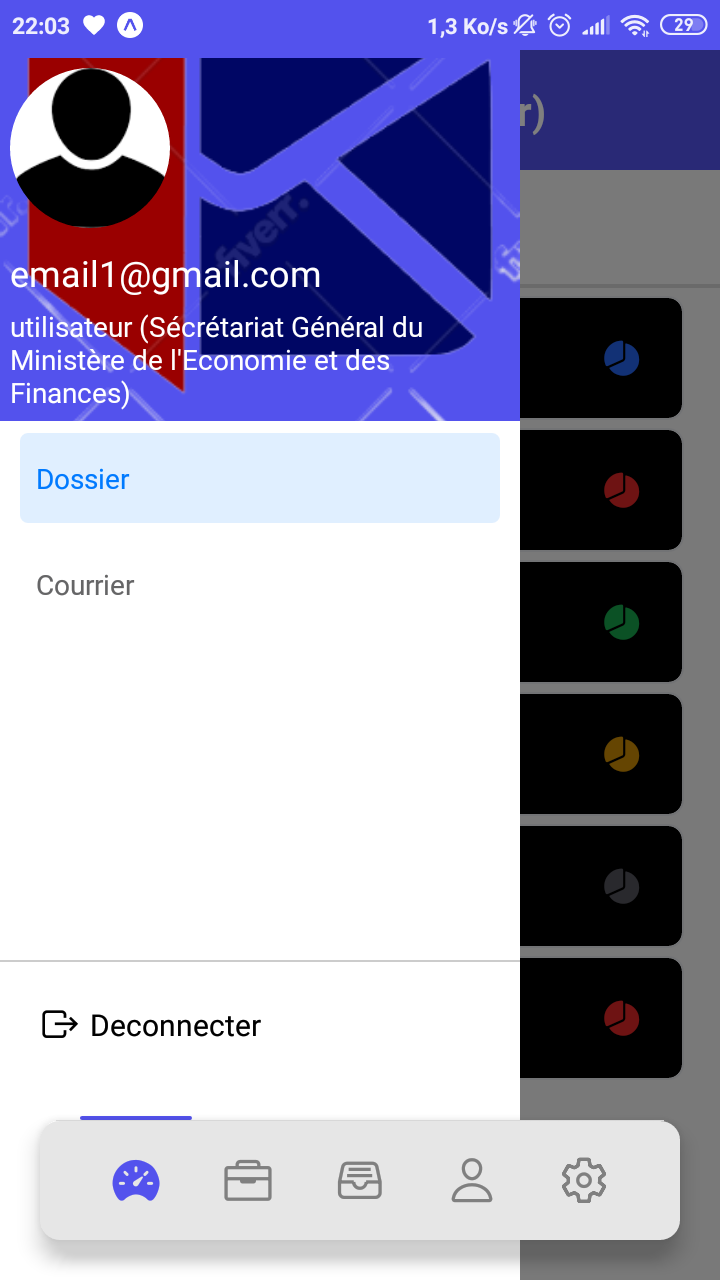 22:03 1,3 Ko/s 29
r)
fiverr.
email1@gmail.com
utilisateur (Sécrétariat Général du
Ministère de l'Economie et des
Finances)
Dossier
Courrier
Deconnecter